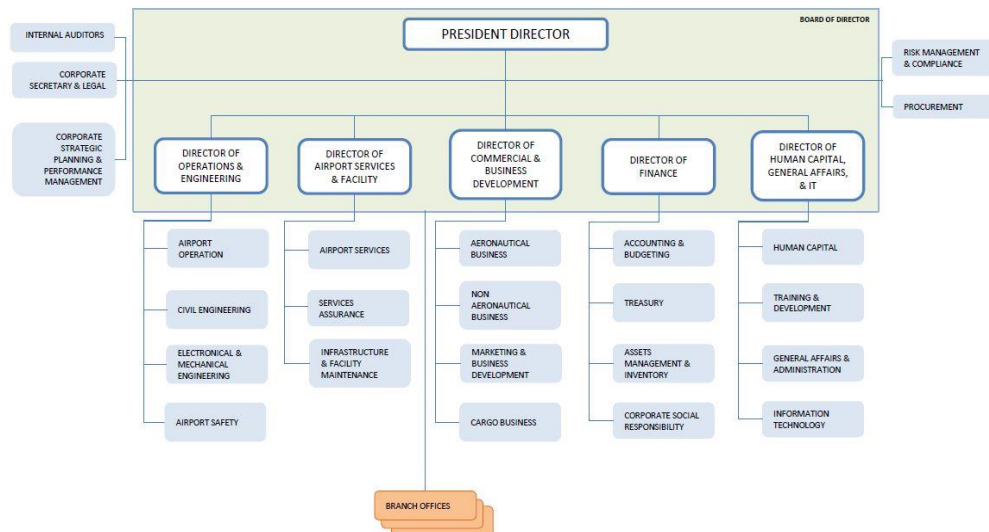 BOARD OF DIRECTOR
PRESIDENT DIRECTOR
INTERNAL AUDITORS
CORPORATE
SECRETARY & LEGAL
CORPORATE
STRATEGIC
PLANNING &
PERFORMANCE
MANAGEMENT
RISK MANAGEMENT
& COMPLIANCE
PROCUREMENT
DIRECTOR OF
OPERATIONS &
ENGINEERING
DIRECTOR OF
AIRPORT SERVICES
& FACILITY
DIRECTOR OF
COMMERCIAL &
BUSINESS
DEVELOPMENT
DIRECTOR OF
FINANCE
DIRECTOR OF
HUMAN CAPITAL,
GENERAL AFFAIRS,
& IT
AIRPORT
OPERATION
CIVIL ENGINEERING
ELECTRONICAL &
MECHANICAL
ENGINEERING
AIRPORT SAFETY
AIRPORT SERVICES
SERVICES
ASSURANCE
INFRASTRUCTURE
& FACILITY
MAINTENANCE
AERONAUTICAL
BUSINESS
NON
AERONAUTICAL
BUSINESS
MARKETING &
BUSINESS
DEVELOPMENT
CARGO BUSINESS
ACCOUNTING &
BUDGETING
TREASURY
ASSETS
MANAGEMENT &
INVENTORY
CORPORATE SOCIAL
RESPONSIBILITY
HUMAN CAPITAL
TRAINING &
DEVELOPMENT
GENERAL AFFAIRS &
ADMINISTRATION
INFORMATION
TECHNOLOGY
BRANCH OFFICES